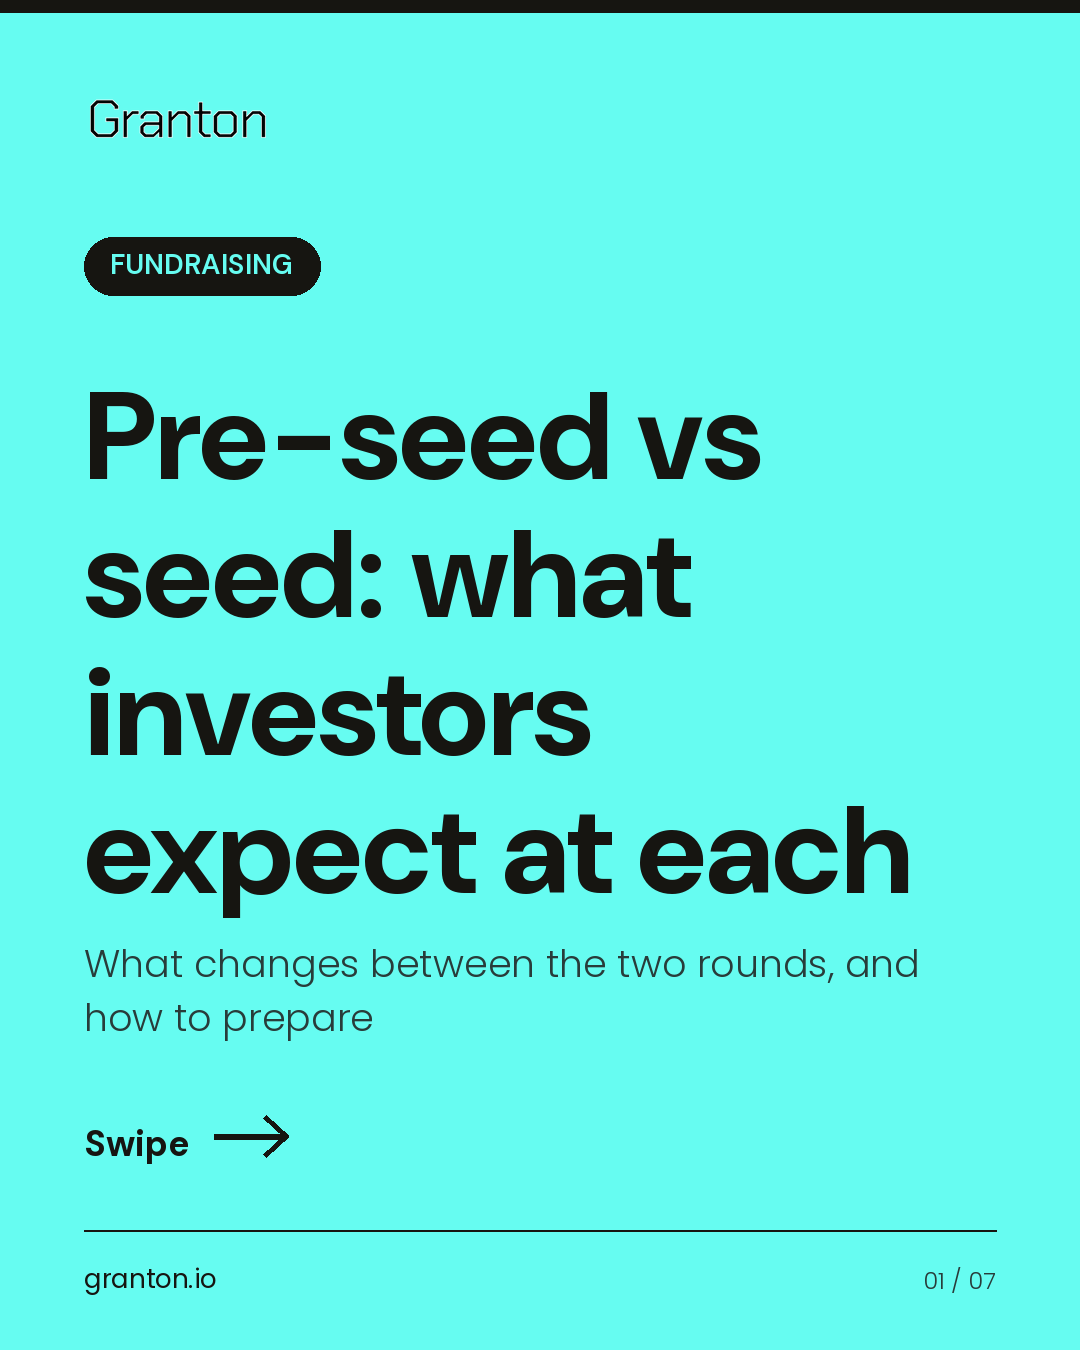 Granton
FUNDRAISING
Pre-seed vs
seed: what
investors
expect at each
What changes between the two rounds, and
how to prepare
Swipe →
granton.io
01 / 07